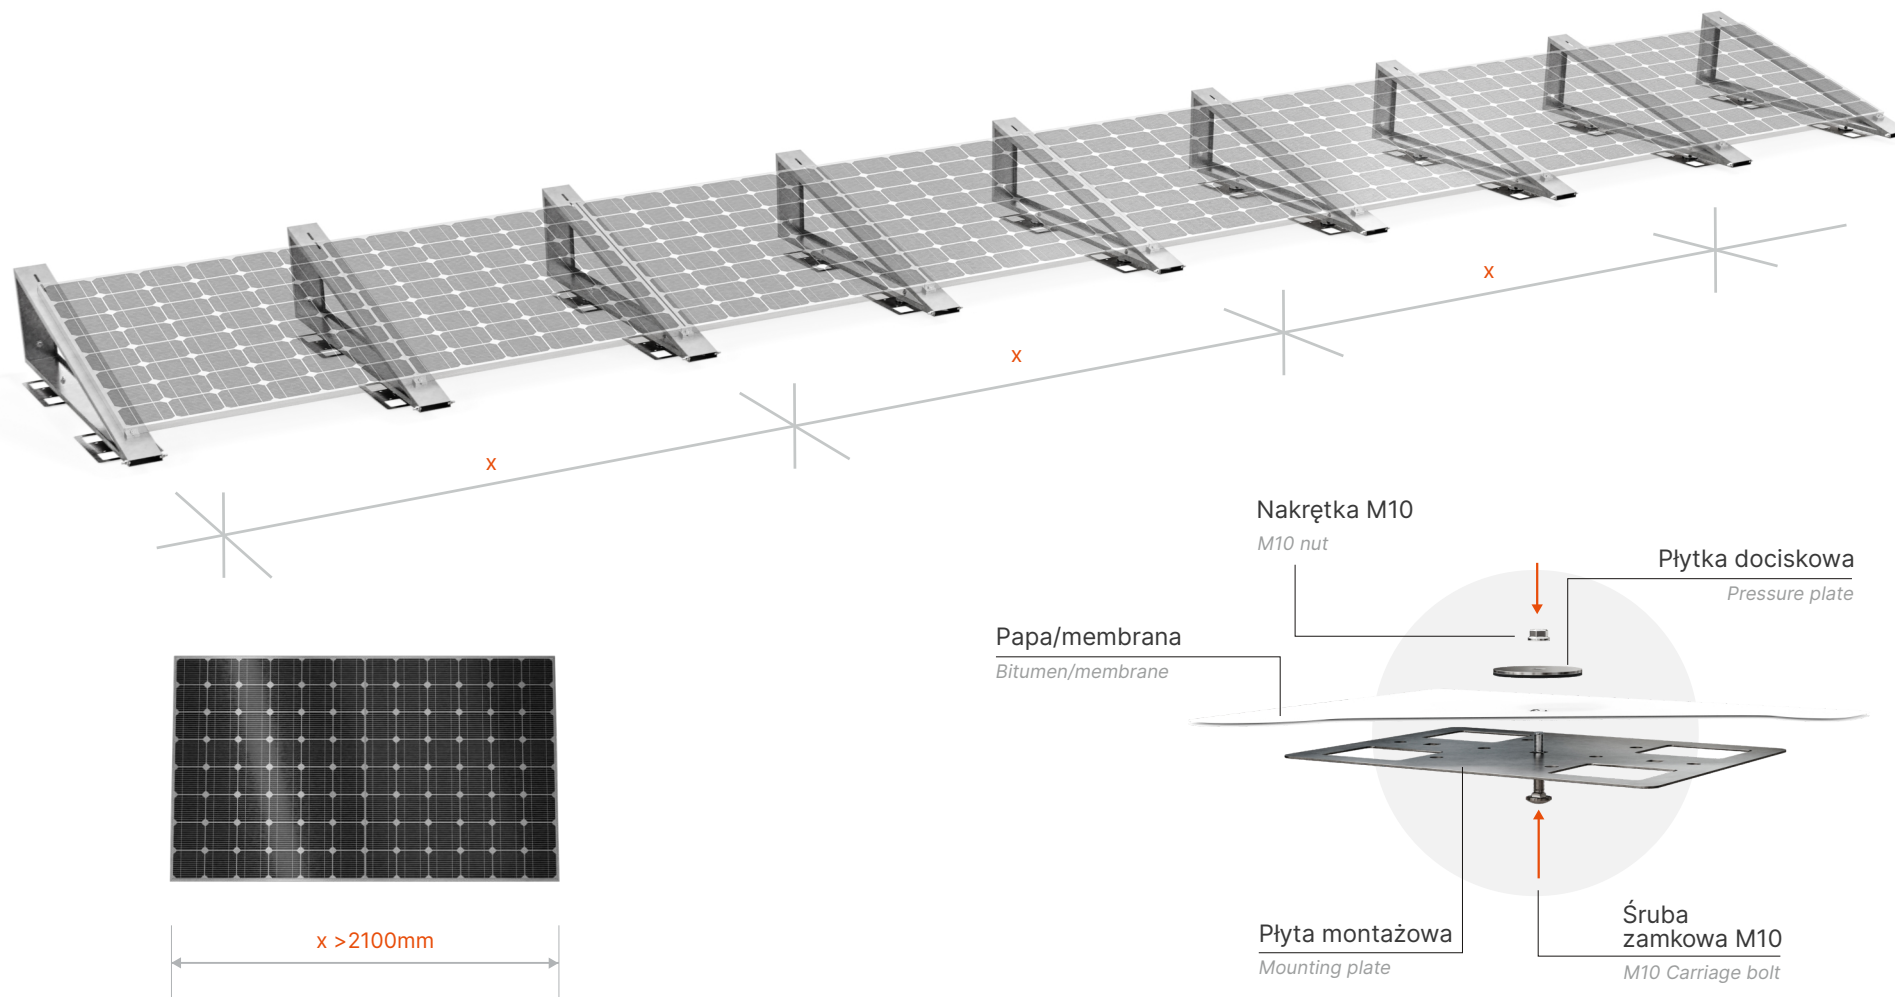 x
x
x
Nakrętka M10
M10 nut
Płytka dociskowa
Pressure plate
Papa/membrana
Bitumen/membrane
x >2100mm
Płyta montażowa
Mounting plate
Śruba
zamkowa M10
M10 Carriage bolt